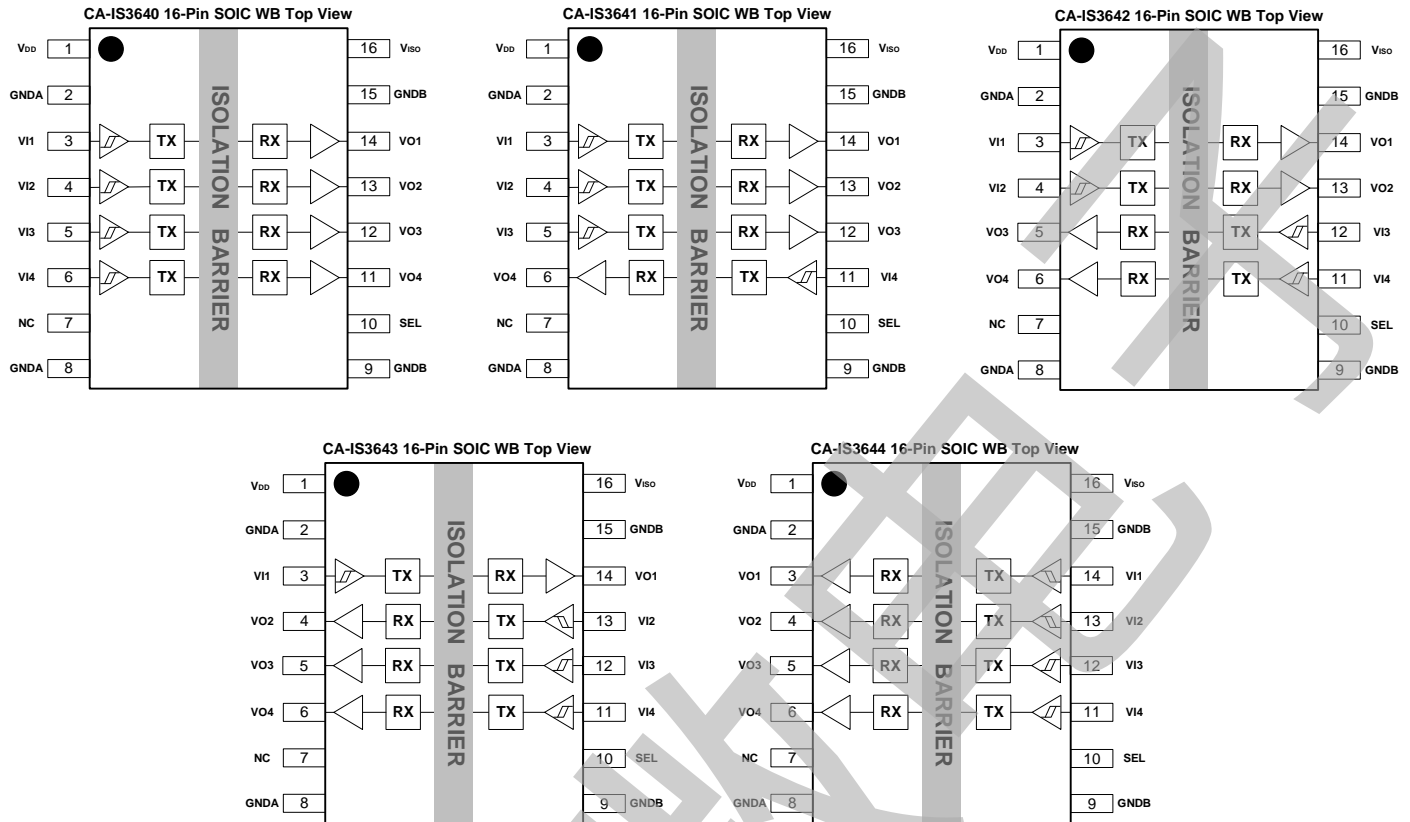 CA-IS3640 16-Pin SOIC WB Top View
VDD 1 16 VISO
GNDA 2 15 GNDB
VI1 3 TX RX 14 VO1
VI2 4 TX RX 13 VO2
VI3 5 TX RX 12 VO3
VI4 6 TX RX 11 VO4
NC 7 10 SEL
GNDA 8 9 GNDB
ISOLATION BARRIER
CA-IS3641 16-Pin SOIC WB Top View
VDD 1 16 VISO
GNDA 2 15 GNDB
VI1 3 TX RX 14 VO1
VI2 4 TX RX 13 VO2
VI3 5 TX RX 12 VO3
VO4 6 RX TX 11 VI4
NC 7 10 SEL
GNDA 8 9 GNDB
ISOLATION BARRIER
CA-IS3642 16-Pin SOIC WB Top View
VDD 1 16 VISO
GNDA 2 15 GNDB
VI1 3 TX RX 14 VO1
VI2 4 TX RX 13 VO2
VO3 5 RX TX 12 VI3
VO4 6 RX TX 11 VI4
NC 7 10 SEL
GNDA 8 9 GNDB
ISOLATION BARRIER
CA-IS3643 16-Pin SOIC WB Top View
VDD 1 16 VISO
GNDA 2 15 GNDB
VI1 3 TX RX 14 VO1
VO2 4 RX TX 13 VI2
VO3 5 RX TX 12 VI3
VO4 6 RX TX 11 VI4
NC 7 10 SEL
GNDA 8 9 GNDB
ISOLATION BARRIER
CA-IS3644 16-Pin SOIC WB Top View
VDD 1 16 VISO
GNDA 2 15 GNDB
VO1 3 RX TX 14 VI1
VO2 4 RX TX 13 VI2
VO3 5 RX TX 12 VI3
VO4 6 RX TX 11 VI4
NC 7 10 SEL
GNDA 8 9 GNDB
ISOLATION BARRIER